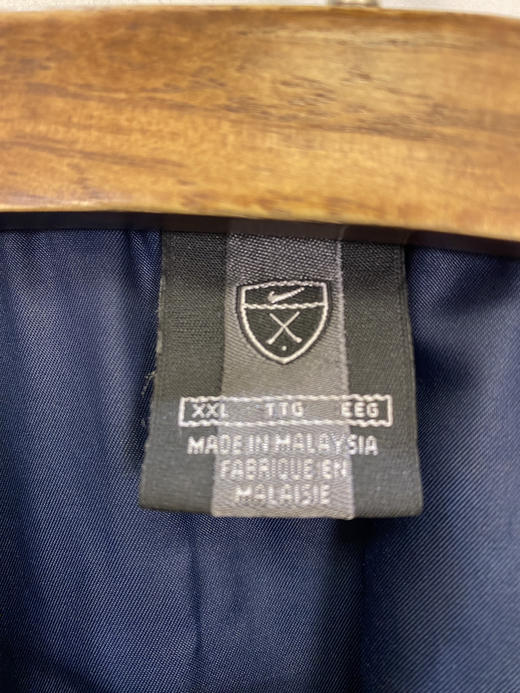 XXL TTG EEG
MADE IN MALAYSIA
FABRIQUE EN
MALAISIE